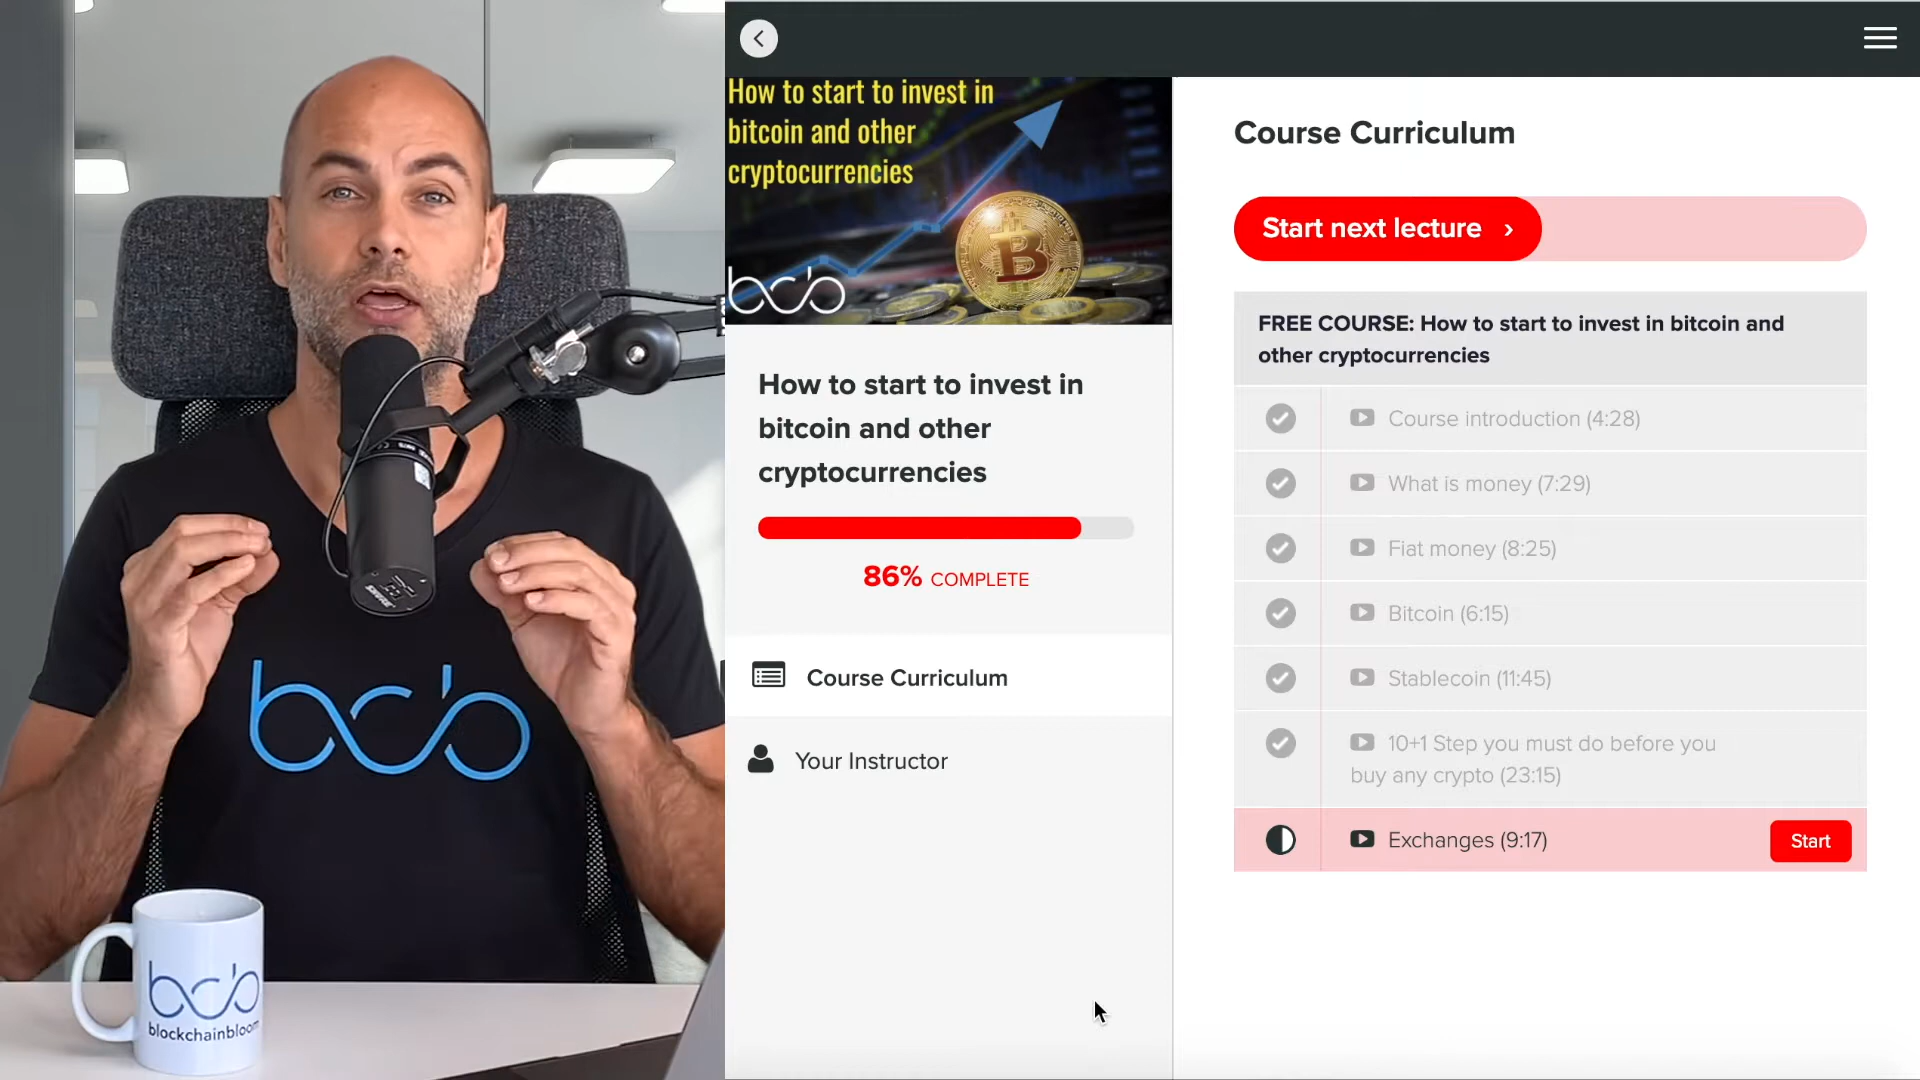 How to start to invest in
bitcoin and other
cryptocurrencies
bcb
How to start to invest in
bitcoin and other
cryptocurrencies
86% COMPLETE
Course Curriculum
Your Instructor
Course Curriculum
Start next lecture ›
FREE COURSE: How to start to invest in bitcoin and
other cryptocurrencies
Course introduction (4:28)
What is money (7:29)
Fiat money (8:25)
Bitcoin (6:15)
Stablecoin (11:45)
10+1 Step you must do before you
buy any crypto (23:15)
Exchanges (9:17)
Start
SHURE
bcb
bcb
blockchainbloom